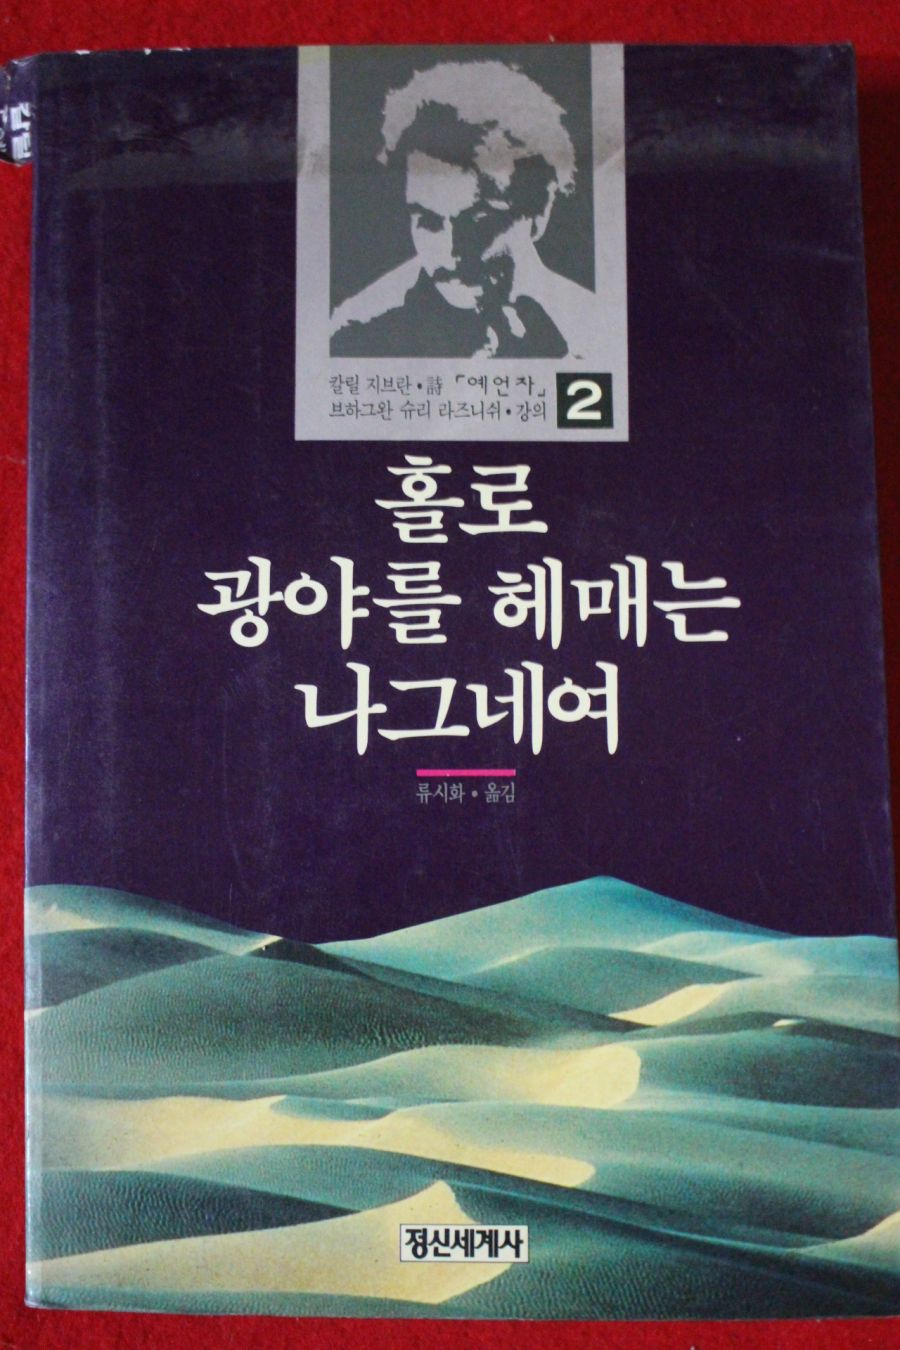 칼릴 지브란•詩 「예언자」
브하그완 슈리 라즈니쉬•강의
2
홀로
광야를 헤매는
나그네여
류시화•옮김
정신세계사